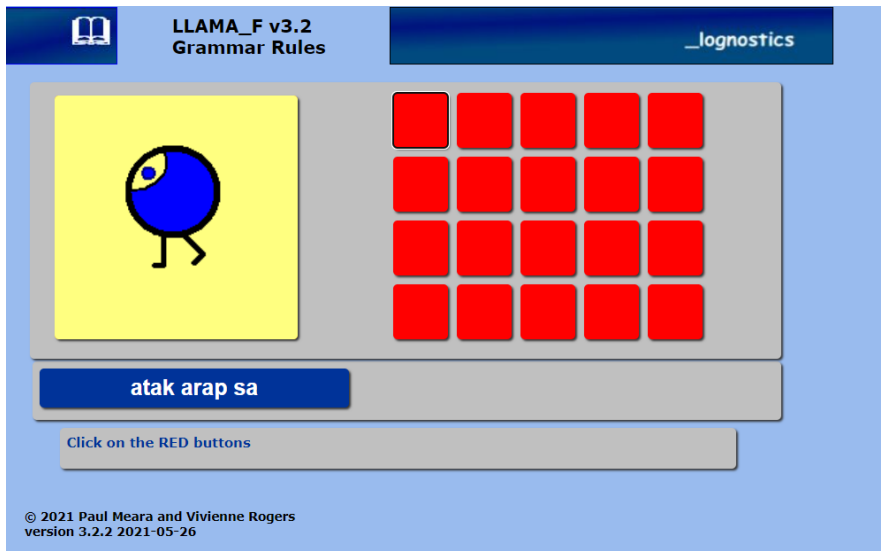 LLAMA_F v3.2
Grammar Rules
_lognostics
atak arap sa
Click on the RED buttons
© 2021 Paul Meara and Vivienne Rogers
version 3.2.2 2021-05-26